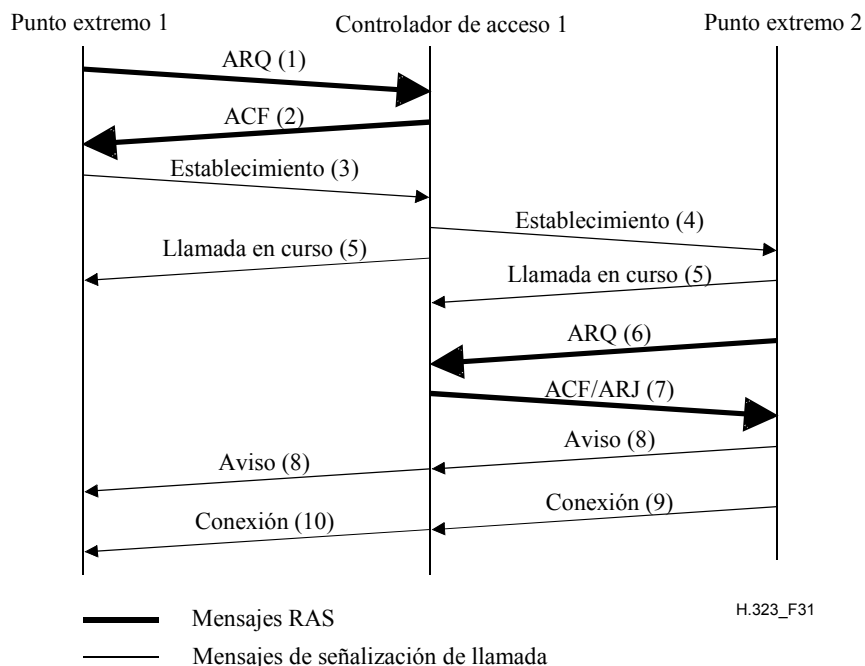 Punto extremo 1
Controlador de acceso 1
Punto extremo 2
ARQ (1)
ACF (2)
Establecimiento (3)
Establecimiento (4)
Llamada en curso (5)
Llamada en curso (5)
ARQ (6)
ACF/ARJ (7)
Aviso (8)
Aviso (8)
Conexión (9)
Conexión (10)
H.323_F31
Mensajes RAS
Mensajes de señalización de llamada